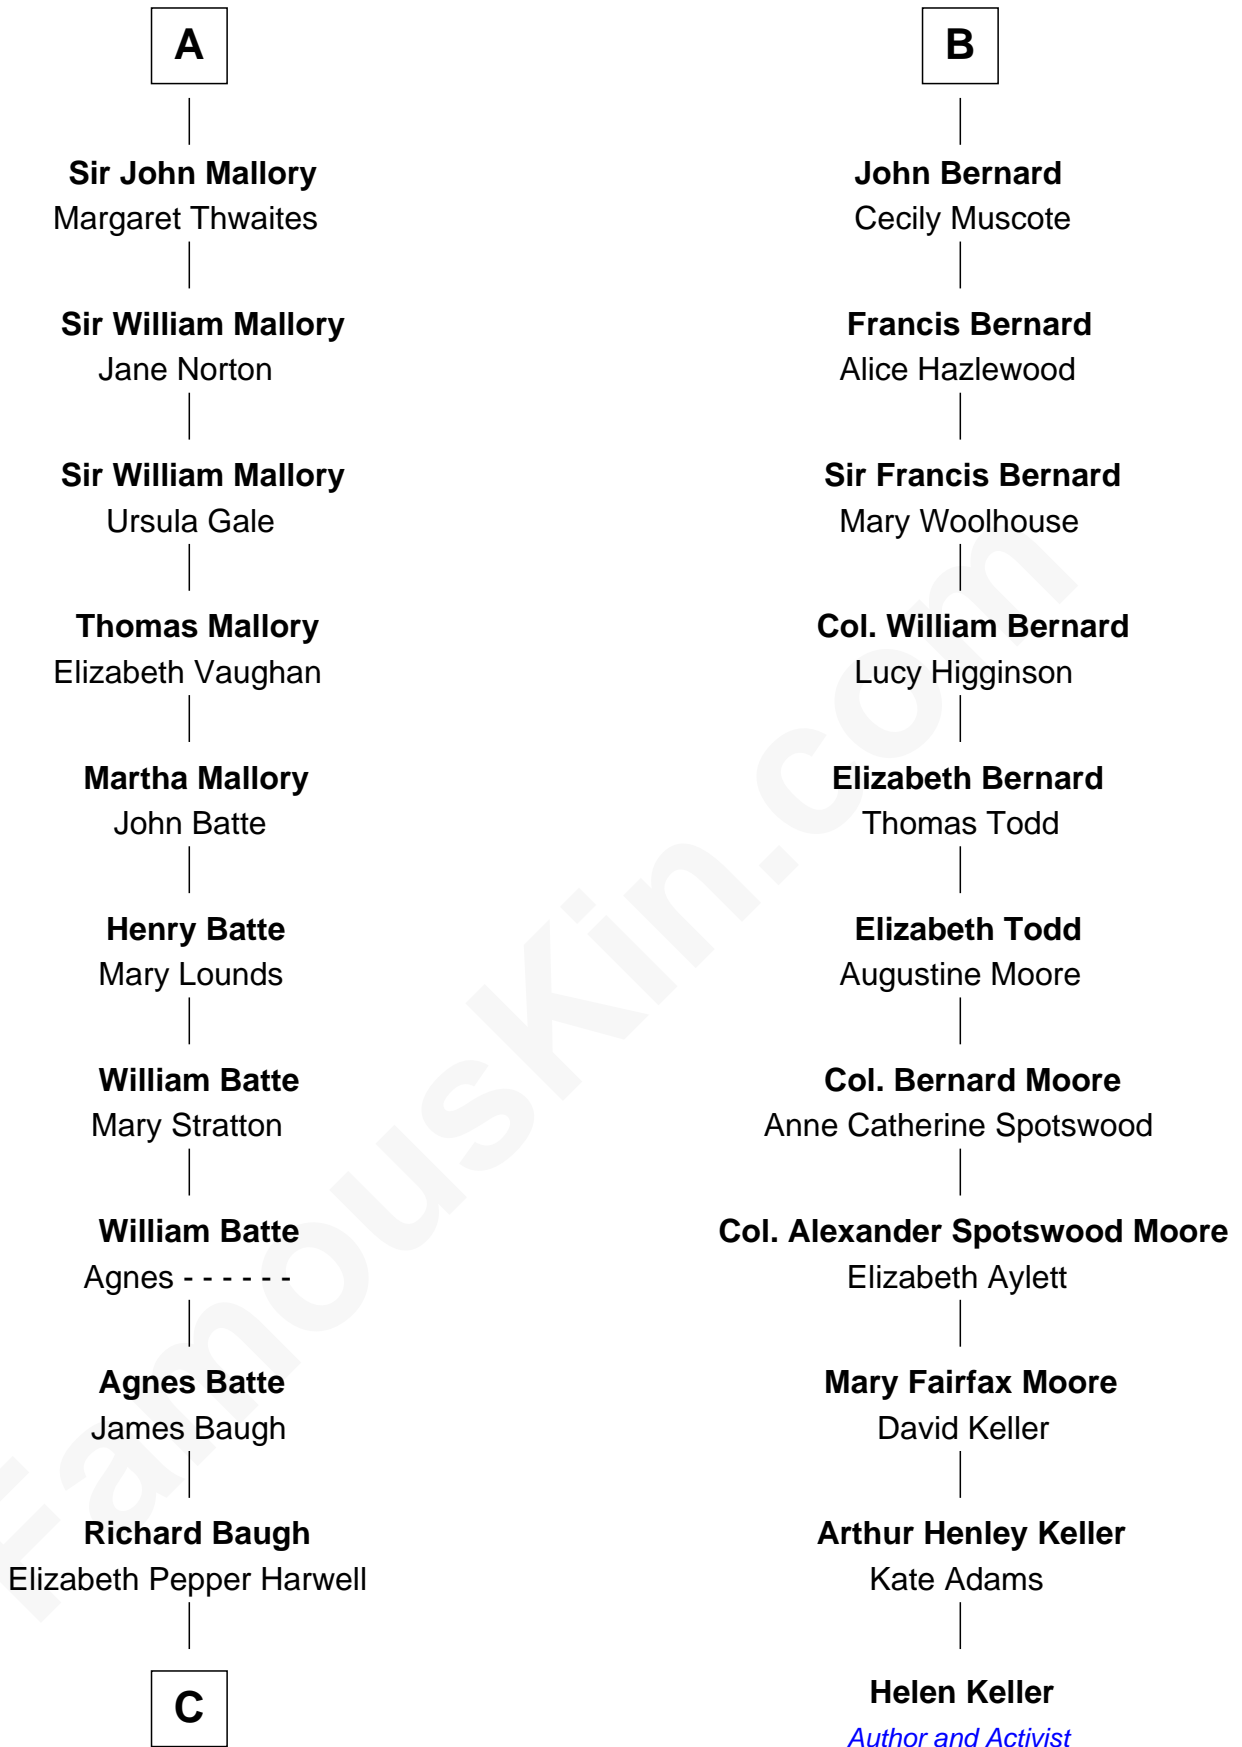 A
Sir John Mallory
Margaret Thwaites
Sir William Mallory
Jane Norton
Sir William Mallory
Ursula Gale
Thomas Mallory
Elizabeth Vaughan
Martha Mallory
John Batte
Henry Batte
Mary Lounds
William Batte
Mary Stratton
William Batte
Agnes - - - - - -
Agnes Batte
James Baugh
Richard Baugh
Elizabeth Pepper Harwell
C
B
John Bernard
Cecily Muscote
Francis Bernard
Alice Hazlewood
Sir Francis Bernard
Mary Woolhouse
Col. William Bernard
Lucy Higginson
Elizabeth Bernard
Thomas Todd
Elizabeth Todd
Augustine Moore
Col. Bernard Moore
Anne Catherine Spotswood
Col. Alexander Spotswood Moore
Elizabeth Aylett
Mary Fairfax Moore
David Keller
Arthur Henley Keller
Kate Adams
Helen Keller
Author and Activist
FamousKin.com